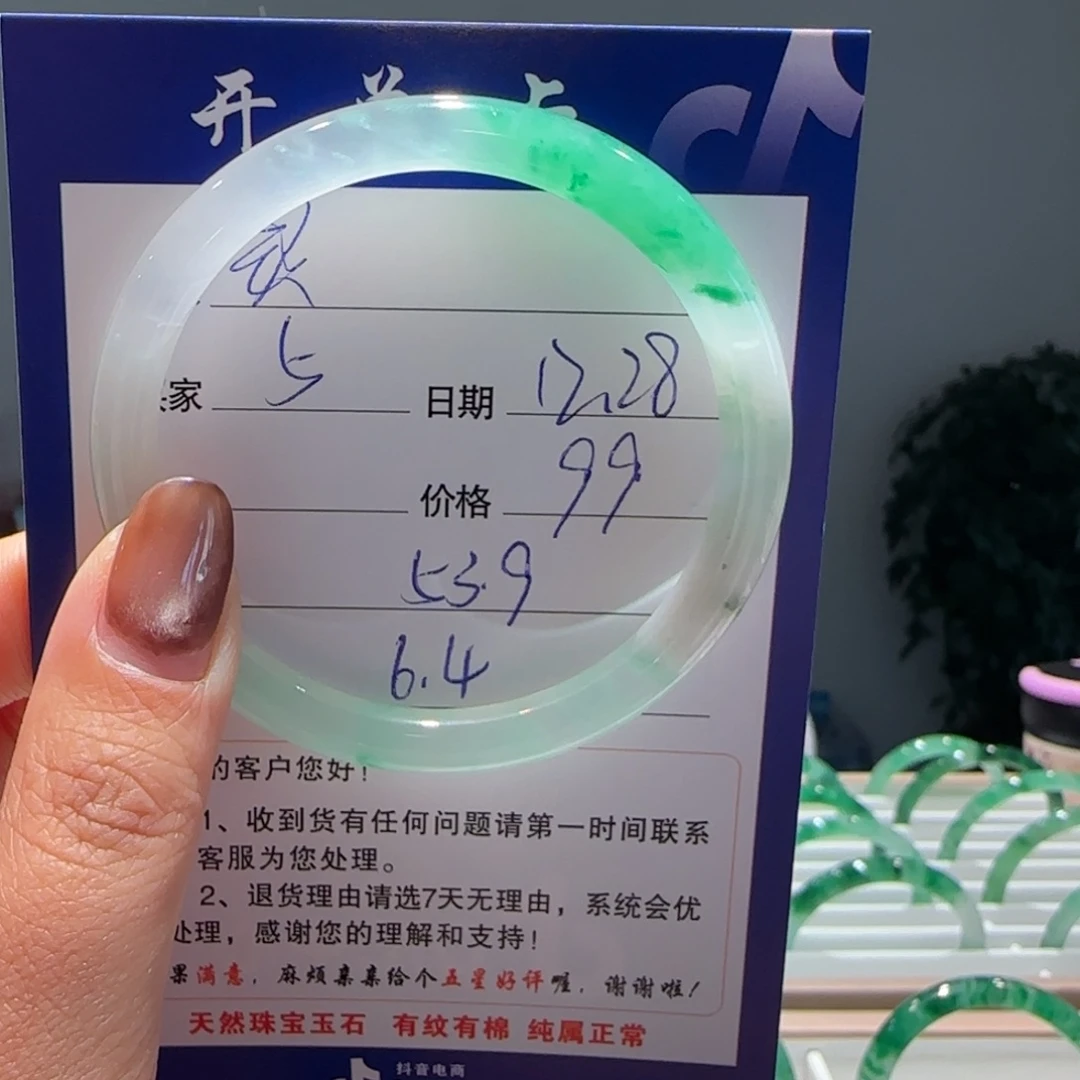 开单卡
家 5 日期 12.28
价格 99
53.9
6.4
的客户您好!
1、收到货有任何问题请第一时间联系
客服为您处理。
2、退货理由请选7天无理由,系统会优
处理,感谢您的理解和支持!
果满意,麻烦亲亲给个五星好评喔,谢谢啦!
天然珠宝玉石 有纹有棉 纯属正常
抖音电商